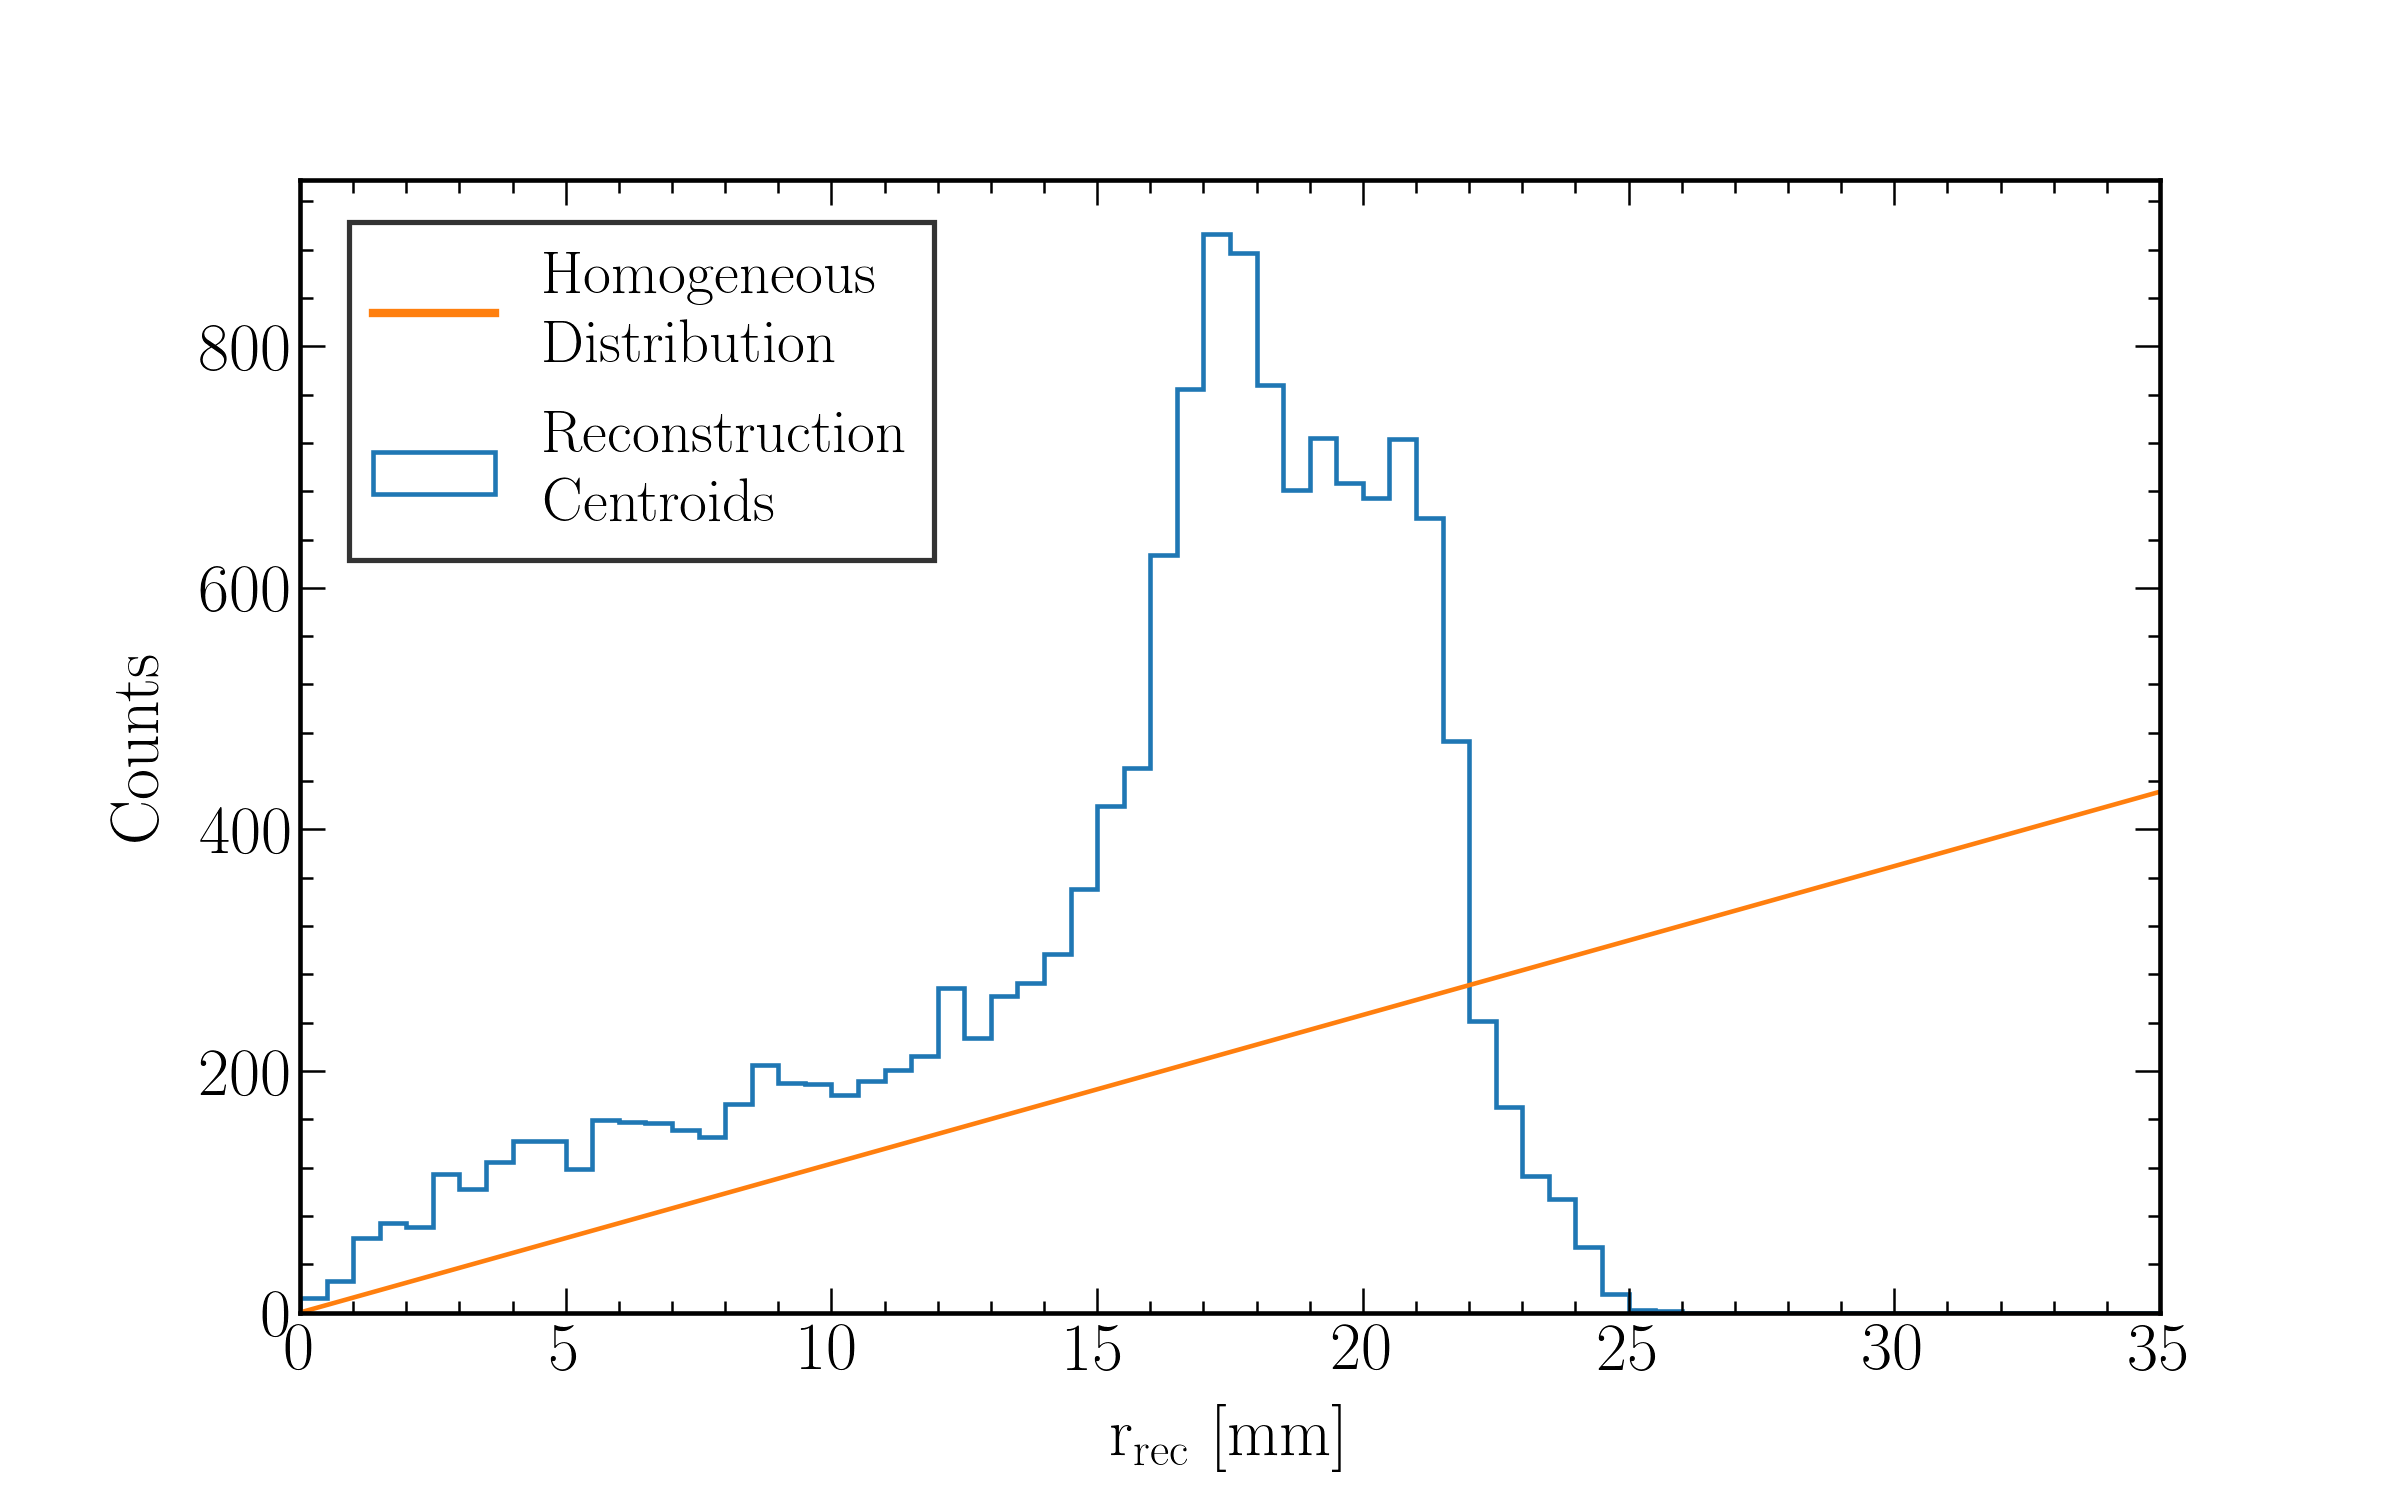 Homogeneous
Distribution
Reconstruction
Centroids
Counts
800
600
400
200
0
0 5 10 15 20 25 30 35
r_rec [mm]